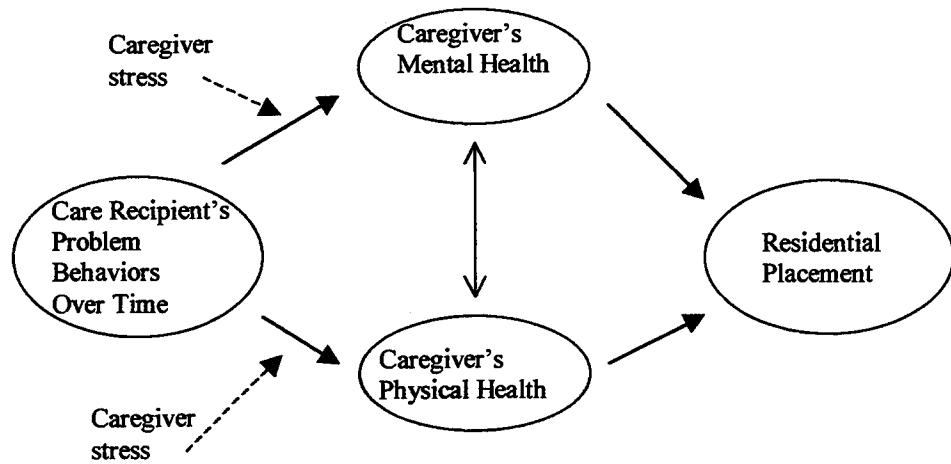 Caregiver
stress
Caregiver's
Mental Health
Care Recipient's
Problem
Behaviors
Over Time
Residential
Placement
Caregiver's
Physical Health
Caregiver
stress